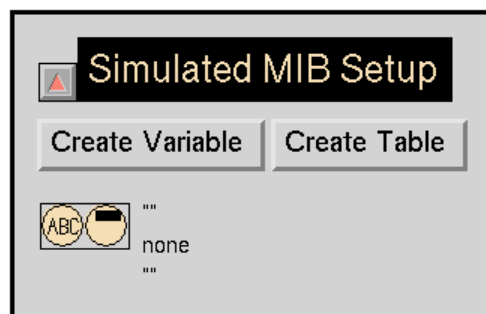 Simulated MIB Setup
Create Variable Create Table
ABC ""
none
""